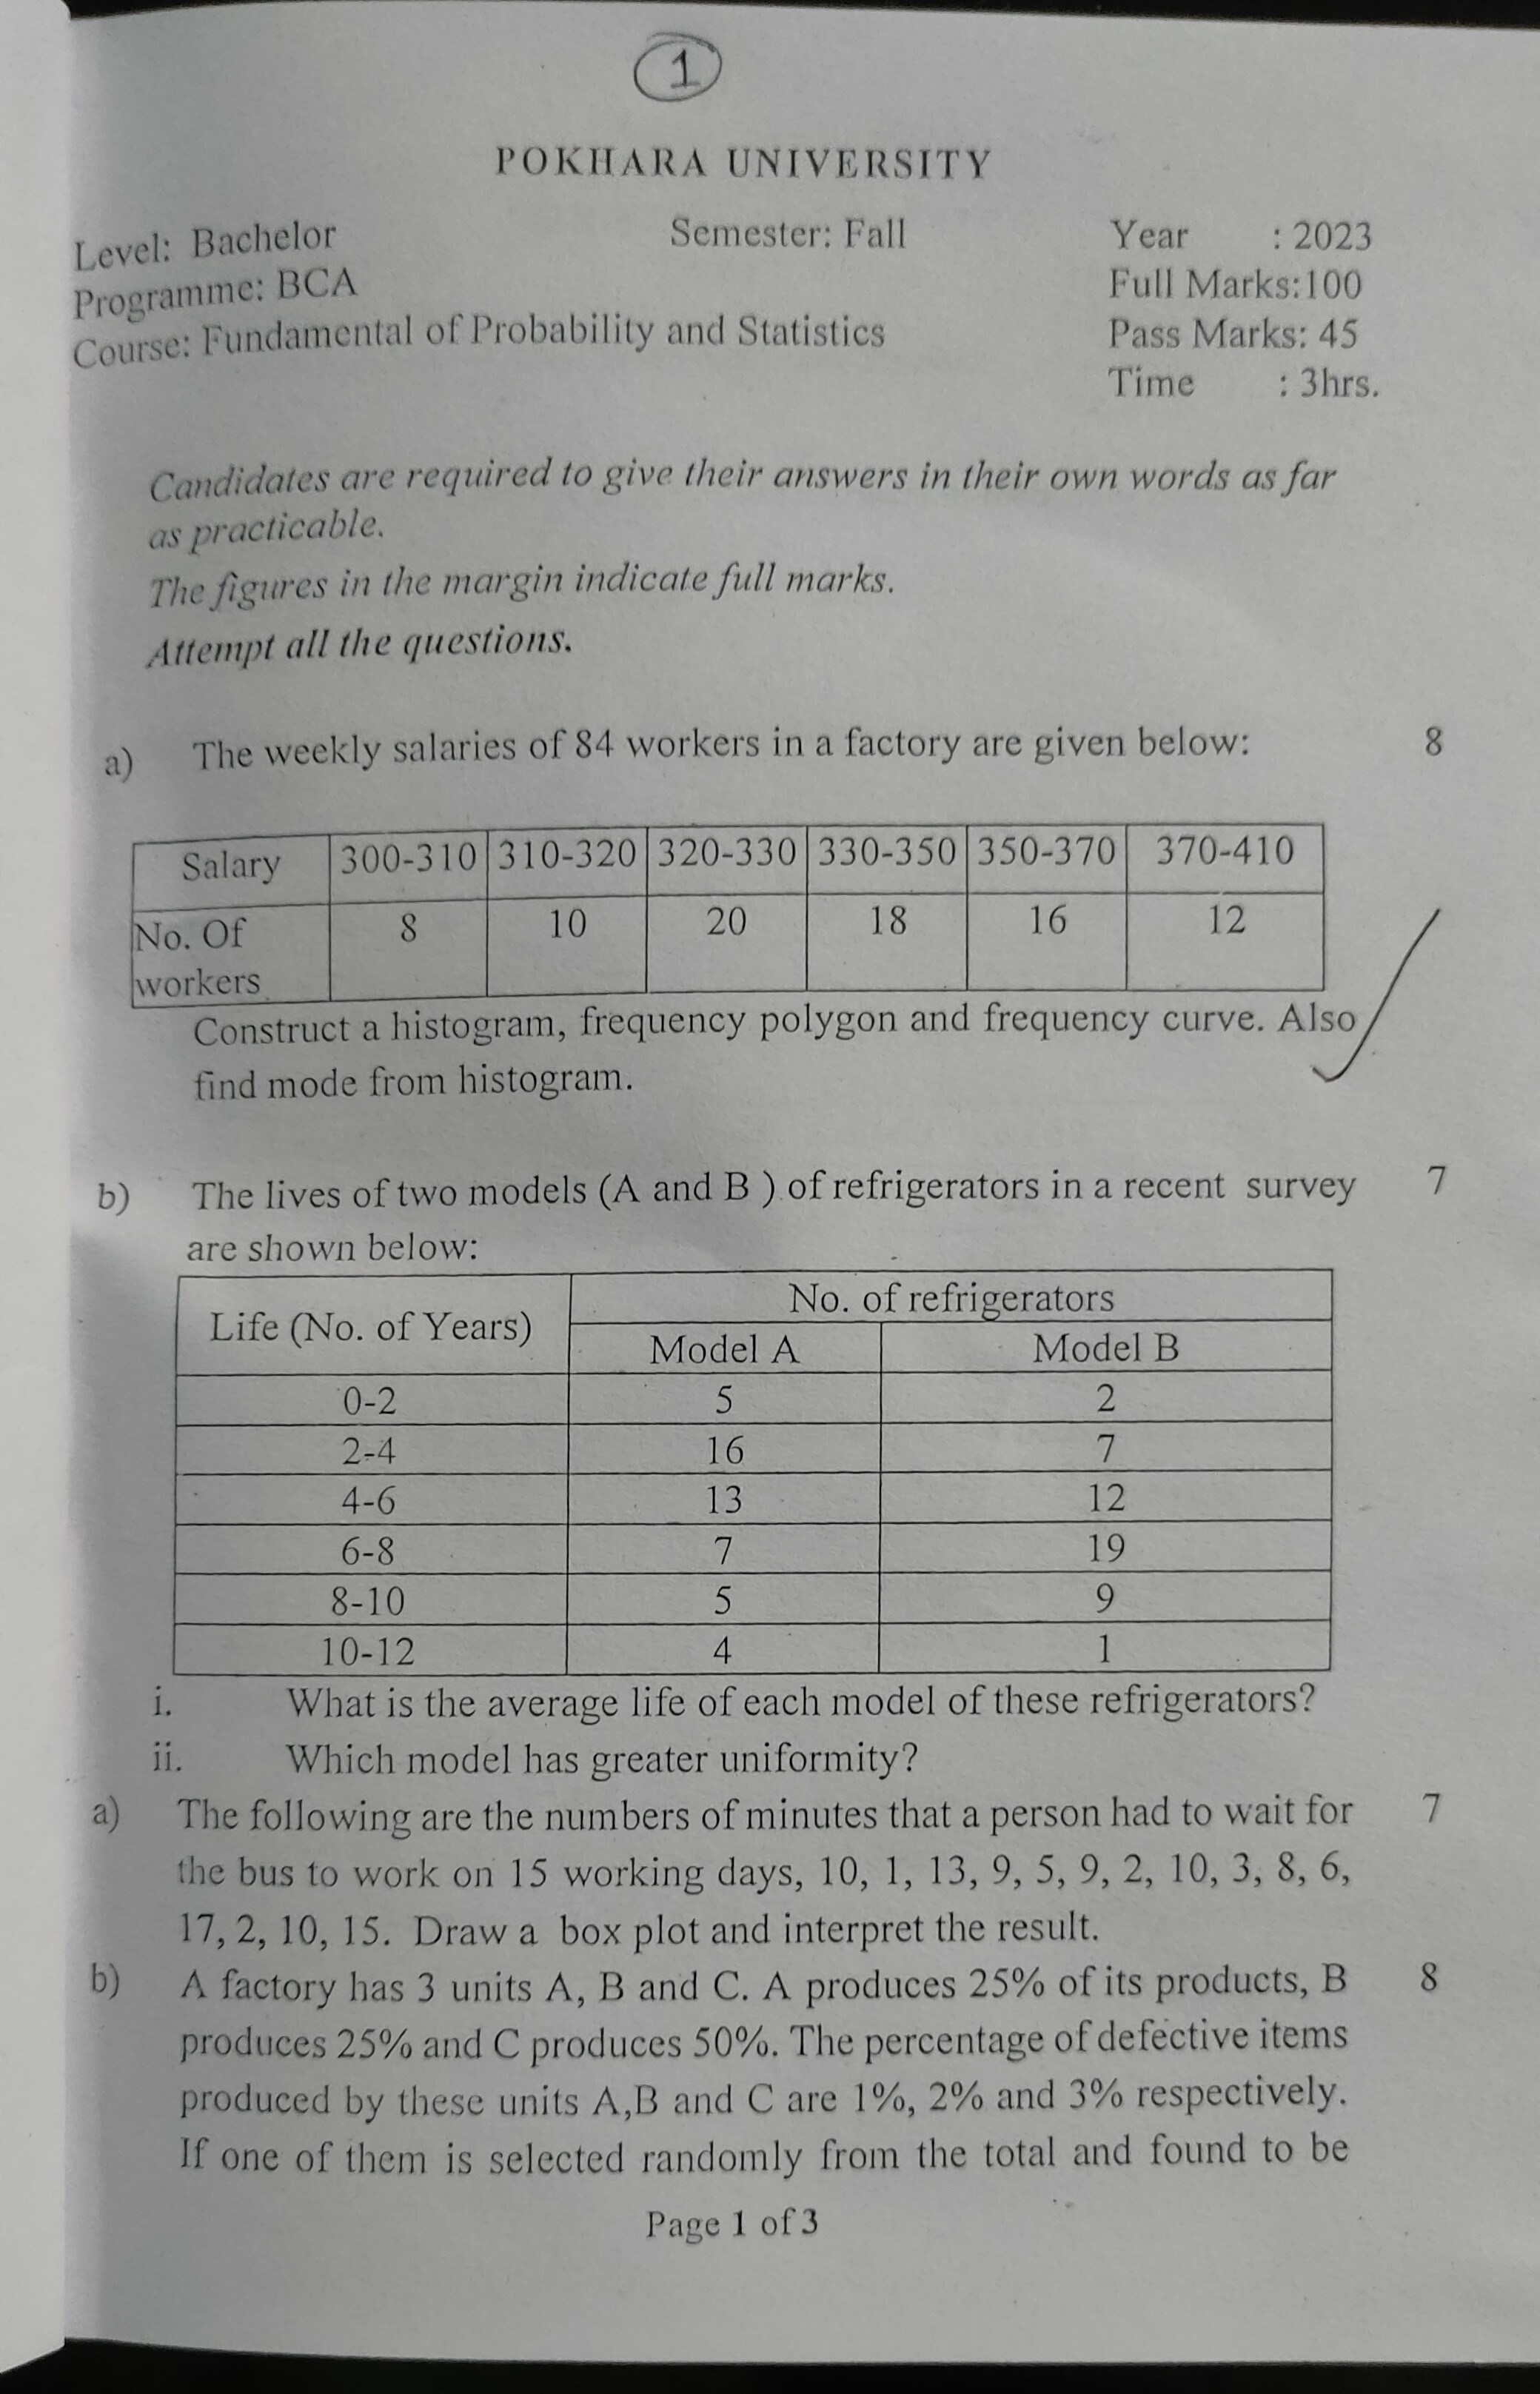 1
POKHARA UNIVERSITY
Level: Bachelor Semester: Fall Year : 2023
Programme: BCA Full Marks:100
Course: Fundamental of Probability and Statistics Pass Marks: 45
Time : 3hrs.
Candidates are required to give their answers in their own words as far
as practicable.
The figures in the margin indicate full marks.
Attempt all the questions.
a) The weekly salaries of 84 workers in a factory are given below: 8
Salary 300-310 310-320 320-330 330-350 350-370 370-410
No. Of 8 10 20 18 16 12
workers
Construct a histogram, frequency polygon and frequency curve. Also
find mode from histogram.
b) The lives of two models (A and B ) of refrigerators in a recent survey 7
are shown below:
Life (No. of Years) No. of refrigerators
Model A Model B
0-2 5 2
2-4 16 7
4-6 13 12
6-8 7 19
8-10 5 9
10-12 4 1
i. What is the average life of each model of these refrigerators?
ii. Which model has greater uniformity?
a) The following are the numbers of minutes that a person had to wait for 7
the bus to work on 15 working days, 10, 1, 13, 9, 5, 9, 2, 10, 3, 8, 6,
17, 2, 10, 15. Draw a box plot and interpret the result.
b) A factory has 3 units A, B and C. A produces 25% of its products, B 8
produces 25% and C produces 50%. The percentage of defective items
produced by these units A,B and C are 1%, 2% and 3% respectively.
If one of them is selected randomly from the total and found to be
Page 1 of 3